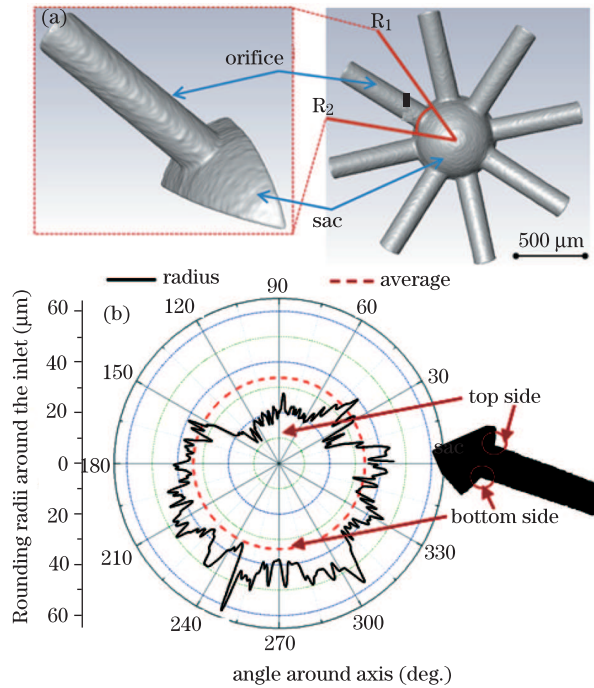 (a)
R1
orifice
R2
sac
500 μm
radius
average
(b)
Rounding radii around the inlet (μm)
60
40
20
0
20
40
60
90
60
30
330
300
270
240
210
180
150
120
top side
sac
bottom side
angle around axis (deg.)